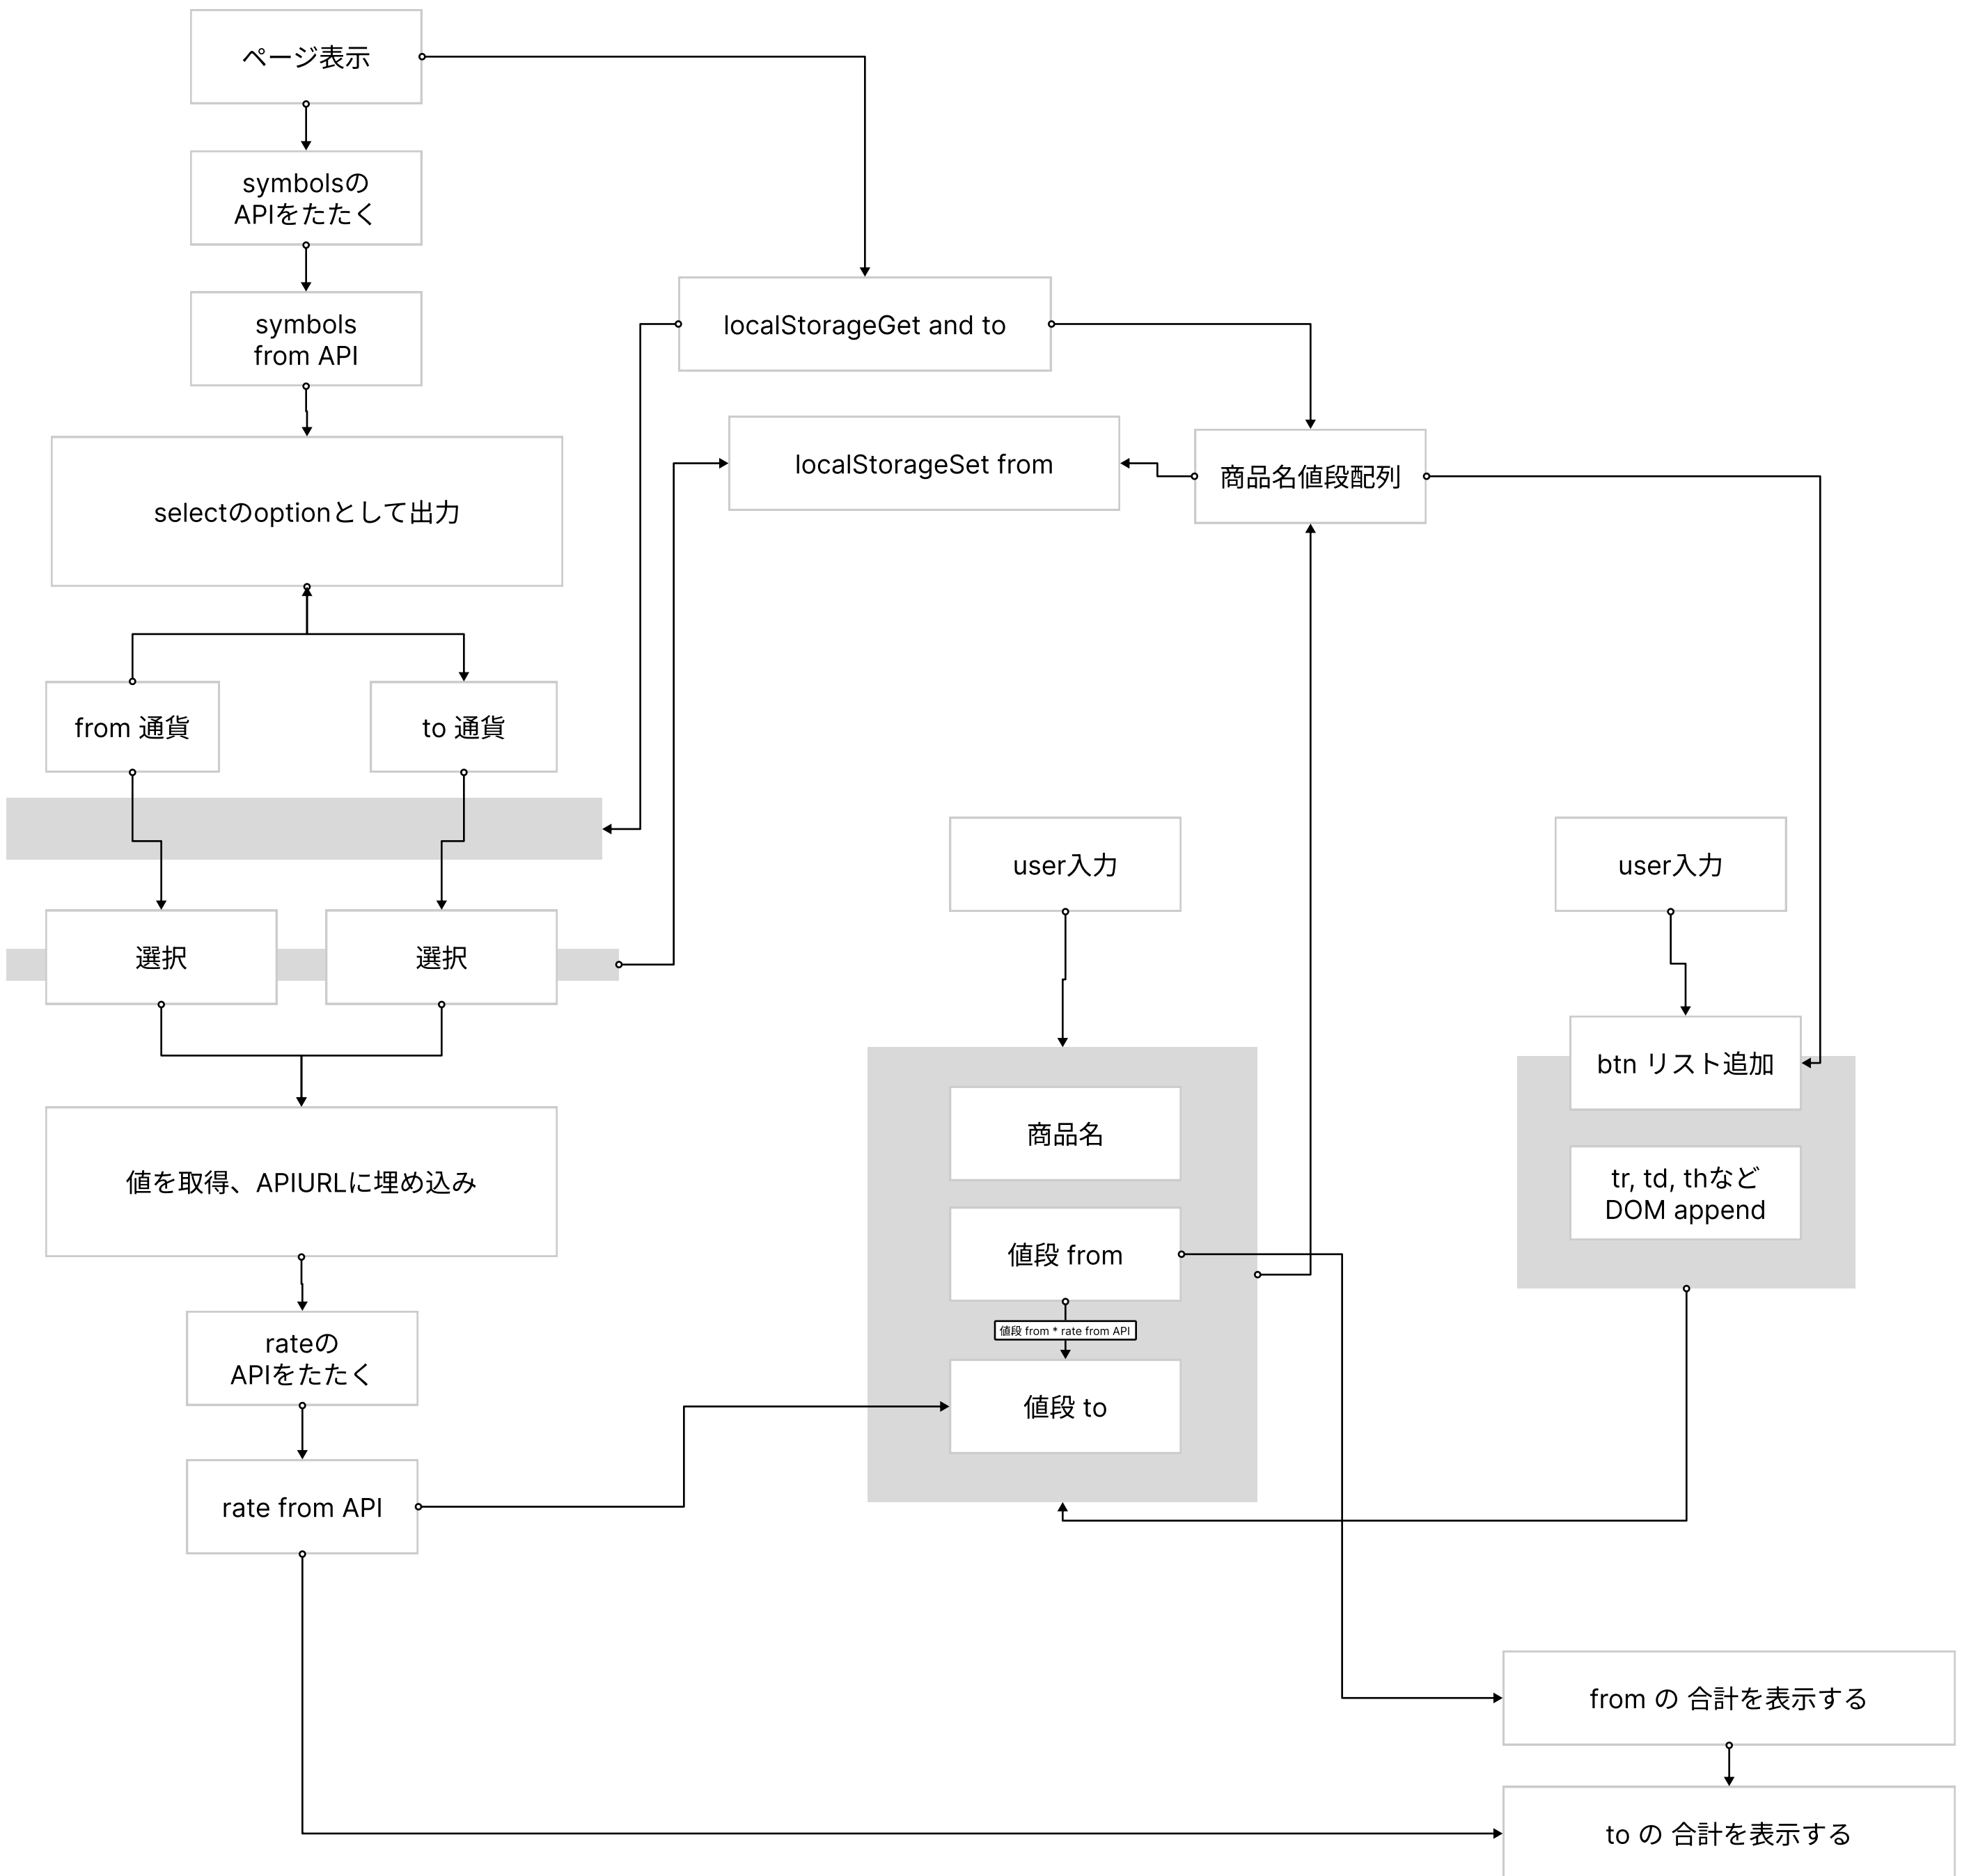 ページ表示
symbolsの
APIをたたく
symbols
from API
localStorageGet and to
localStorageSet from
商品名値段配列
selectのoptionとして出力
from 通貨
to 通貨
user入力
user入力
選択
選択
btn リスト追加
商品名
tr, td, thなど
DOM append
値を取得、APIURLに埋め込み
値段 from
値段 from * rate from API
rateの
APIをたたく
値段 to
rate from API
from の 合計を表示する
to の 合計を表示する